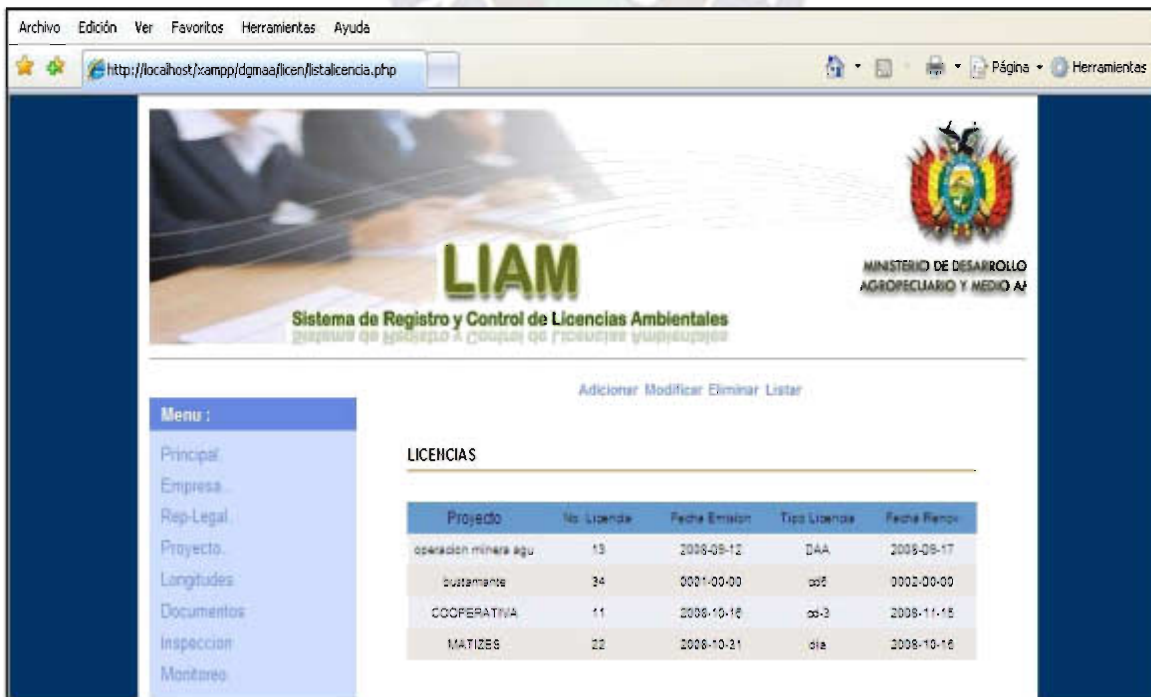 Archivo Edición Ver Favoritos Herramientas Ayuda
http://localhost/xampp/dgmaa/licen/listalicencia.php
Página Herramientas
MINISTERIO DE DESARROLLO
AGROPECUARIO Y MEDIO
LIAM
Sistema de Registro y Control de Licencias Ambientales
Adicionar Modificar Eliminar Listar
Menu :
Principal
Empresa..
Rep-Legal.
Proyecto..
Longitudes
Documentos
Inspeccion
Monitoreo
LICENCIAS
Proyecto No. Licencia Fecha Emision Tipo Licencia Fecha Renov
operacion minera agu 13 2008-09-12 DAA
bustamante 34 0001-00-00 0002-00-00
COOPERATIVA 11 2008-10-16 cd-3 2008-11-15
MATIZES 22 2008-10-21 dia 2008-10-16